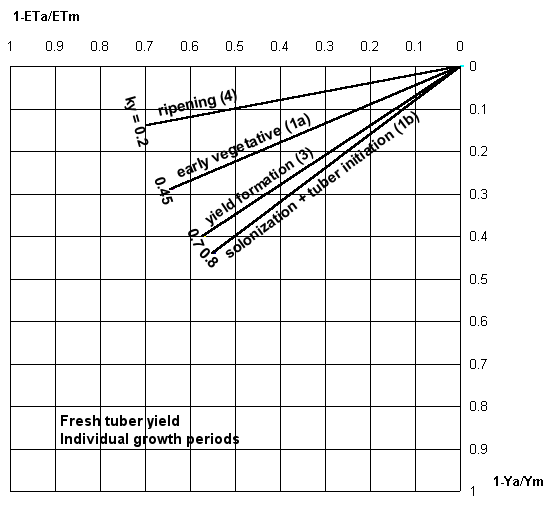 1-ETa/ETm
1 0.9 0.8 0.7 0.6 0.5 0.4 0.3 0.2 0.1 0
0
0.1
0.2
0.3
0.4
0.5
0.6
0.7
0.8
0.9
1
ky = 0.2
ripening (4)
0.45
early vegetative (1a)
0.7
yield formation (3)
0.8
solonization + tuber initiation (1b)
Fresh tuber yield
Individual growth periods
1-Ya/Ym